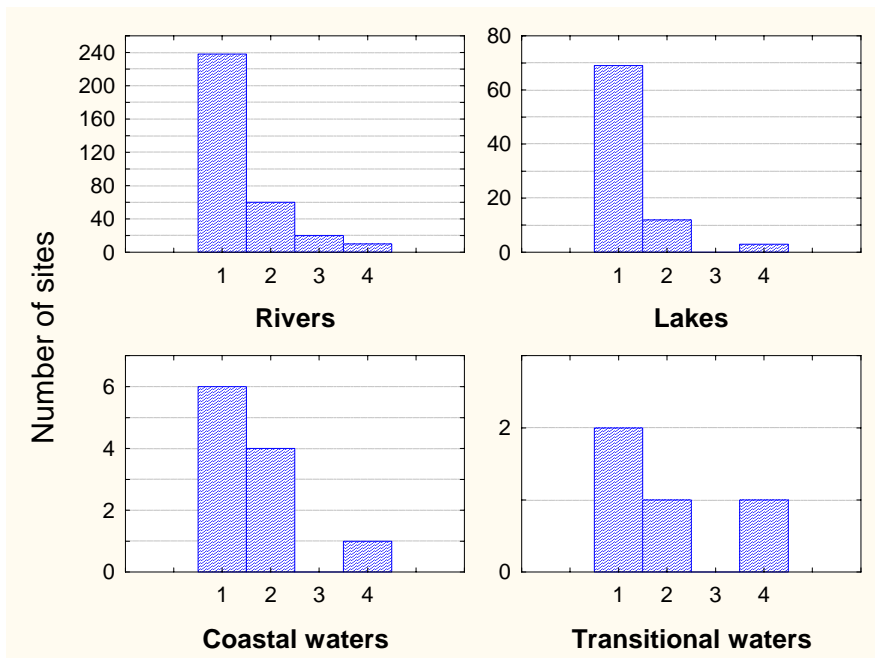 Number of sites
240
200
160
120
80
40
0
1 2 3 4
Rivers
80
60
40
20
0
1 2 3 4
Lakes
6
4
2
0
1 2 3 4
Coastal waters
2
0
1 2 3 4
Transitional waters